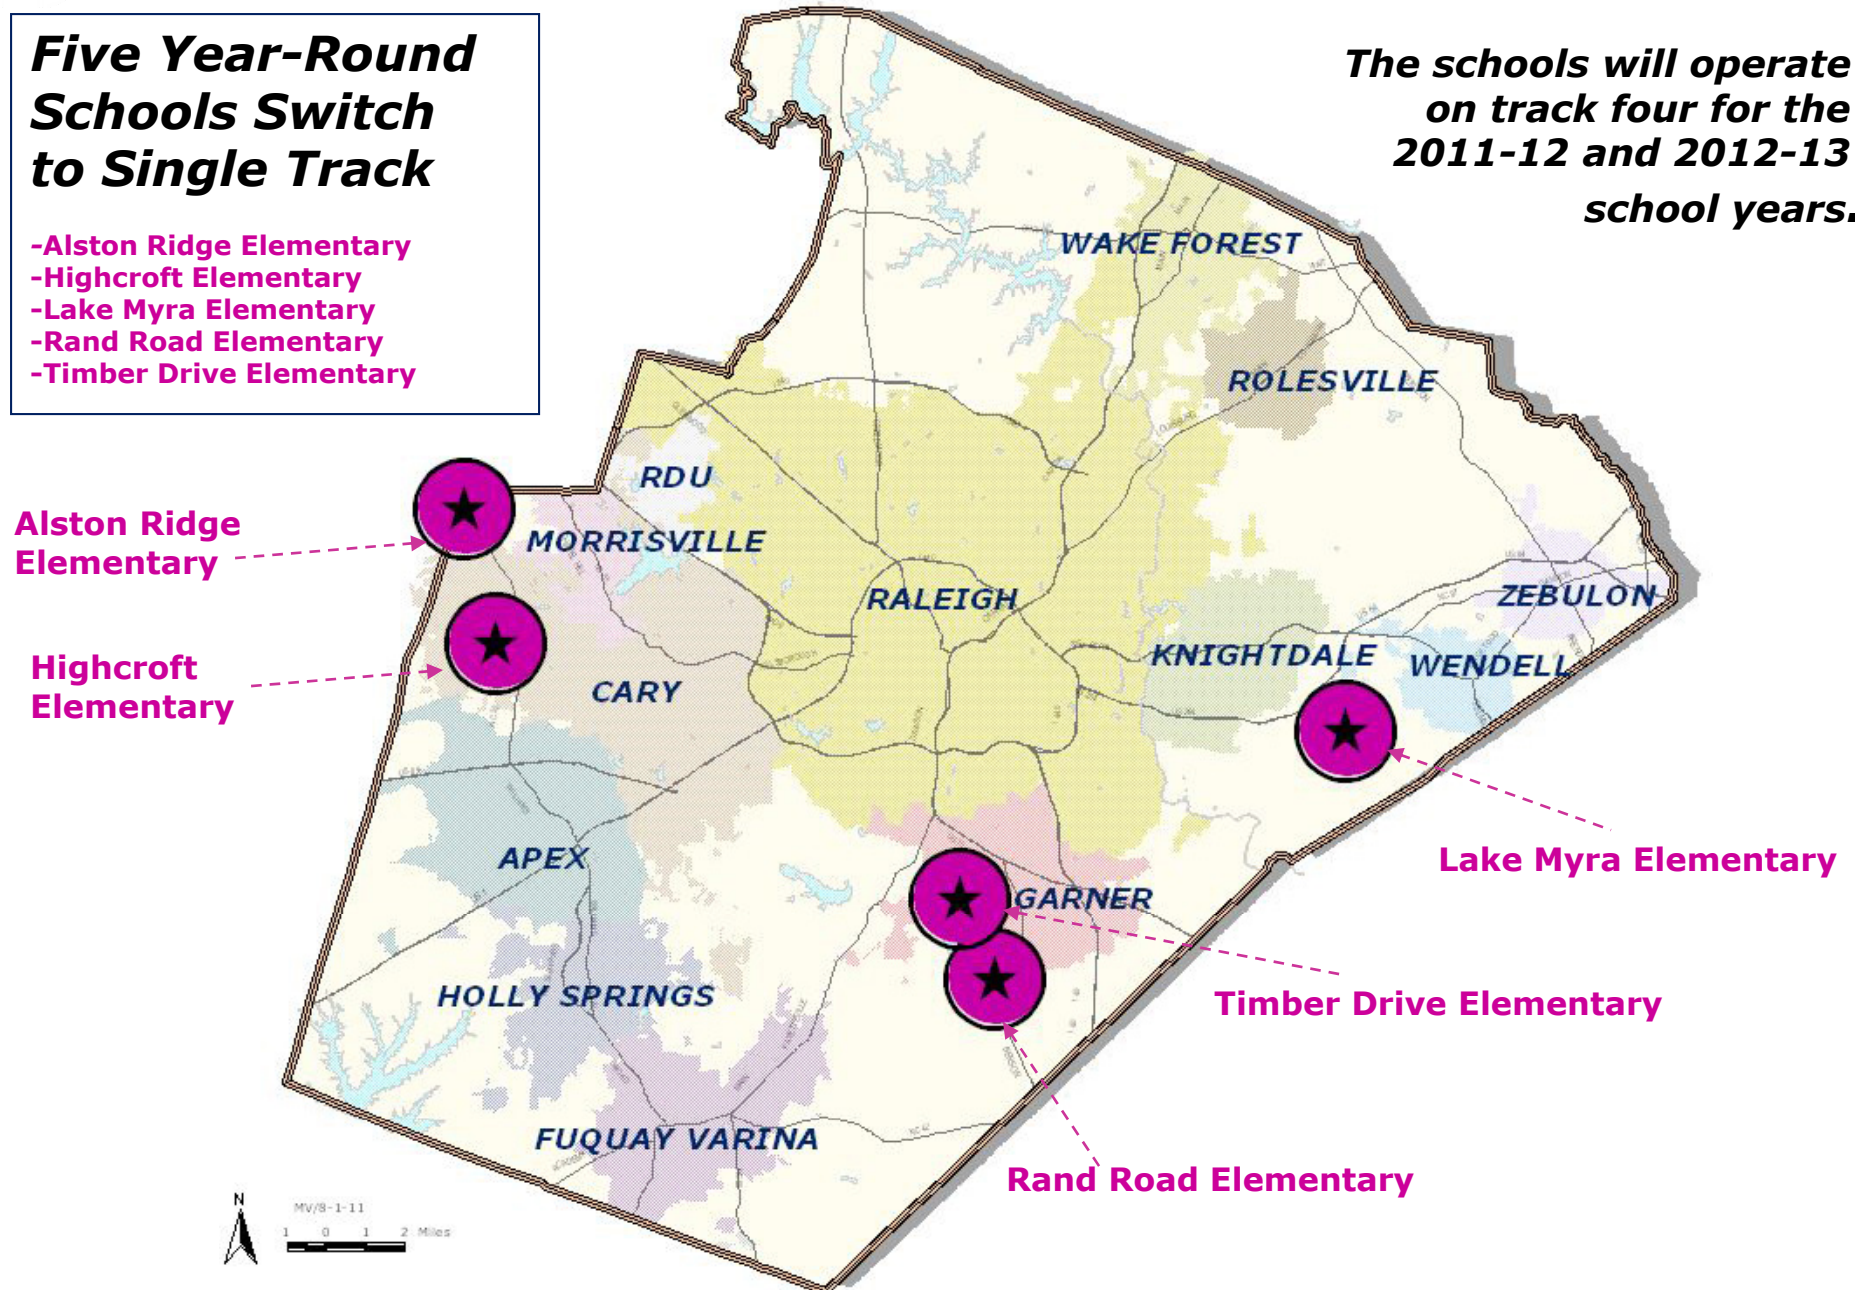 Five Year-Round
Schools Switch
to Single Track
-Alston Ridge Elementary
-Highcroft Elementary
-Lake Myra Elementary
-Rand Road Elementary
-Timber Drive Elementary
The schools will operate
on track four for the
2011-12 and 2012-13
school years.
WAKE FOREST
ROLESVILLE
RDU
MORRISVILLE
Alston Ridge
Elementary
RALEIGH
ZEBULON
KNIGHTDALE
WENDELL
Highcroft
Elementary
CARY
APEX
Lake Myra Elementary
GARNER
HOLLY SPRINGS
Timber Drive Elementary
FUQUAY VARINA
Rand Road Elementary
N
MV/8-1-11
1 0 1 2 Miles